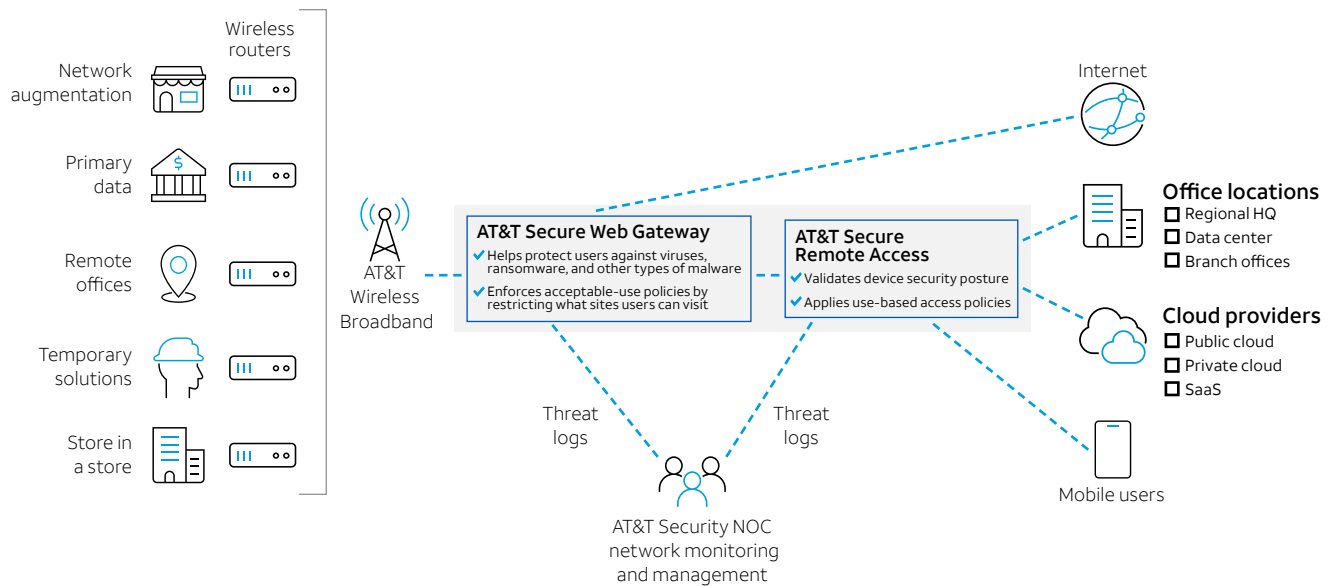 Wireless
routers
Network
augmentation
Primary
data
$
Remote
offices
Temporary
solutions
Store in
a store
AT&T
Wireless
Broadband
AT&T Secure Web Gateway
Helps protect users against viruses,
ransomware, and other types of malware
Enforces acceptable-use policies by
restricting what sites users can visit
AT&T Secure
Remote Access
Validates device security posture
Applies use-based access policies
Threat
logs
Threat
logs
AT&T Security NOC
network monitoring
and management
Internet
Office locations
Regional HQ
Data center
Branch offices
Cloud providers
Public cloud
Private cloud
SaaS
Mobile users